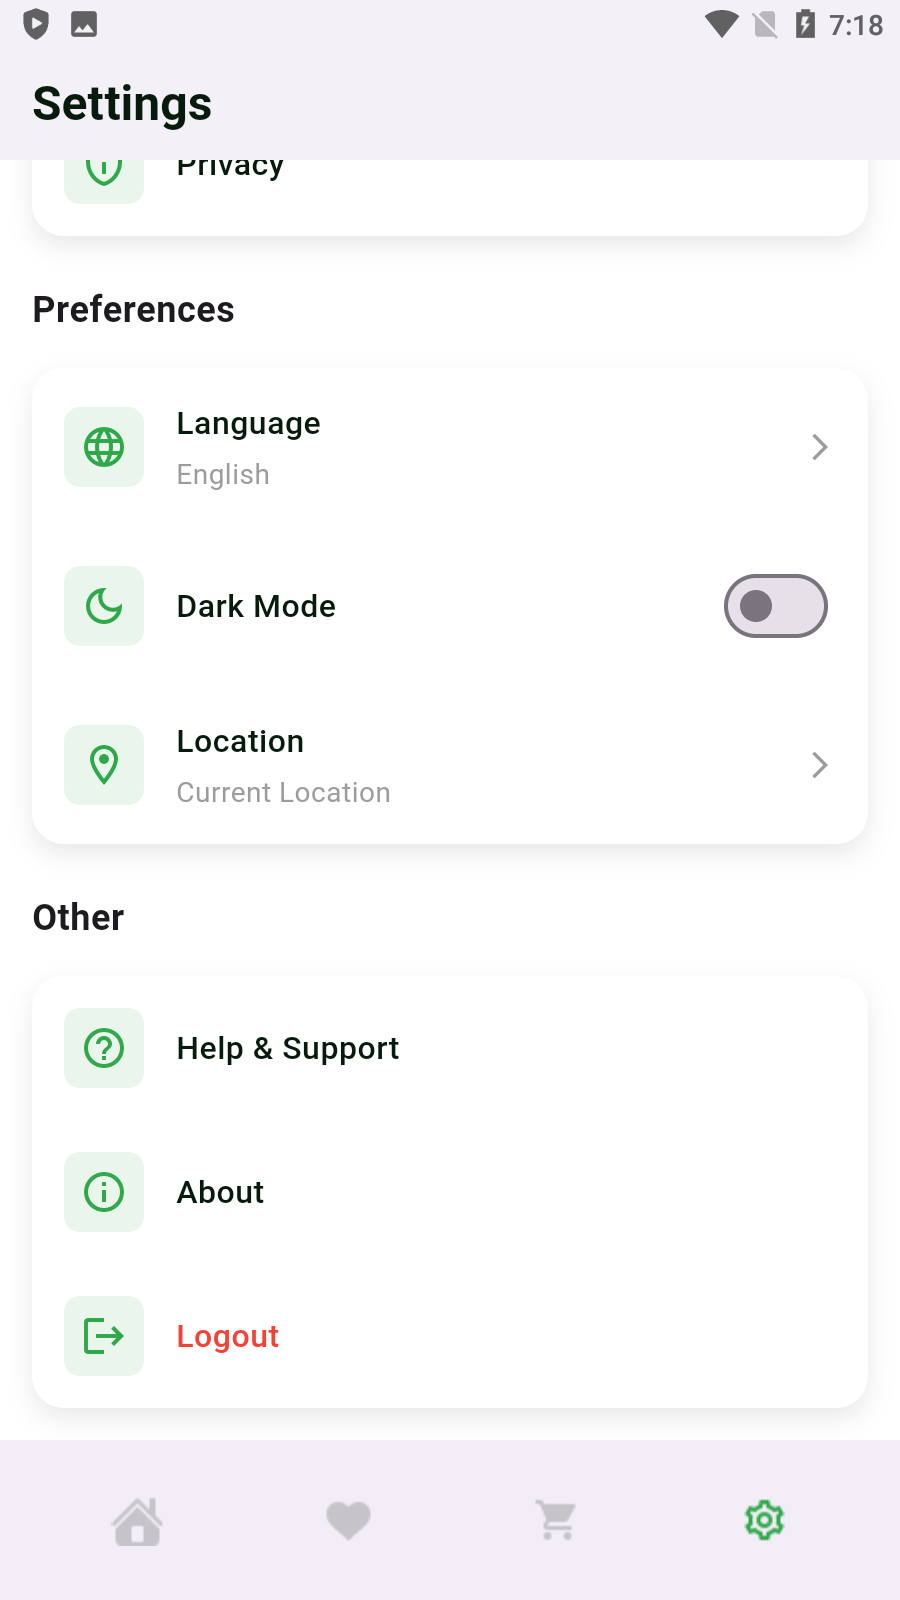 7:18
Settings
Privacy
Preferences
Language
English
Dark Mode
Location
Current Location
Other
Help & Support
About
Logout